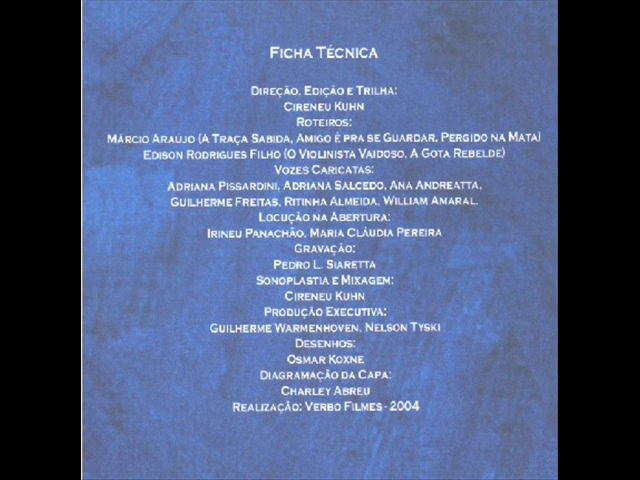 FICHA TÉCNICA
DIREÇÃO, EDIÇÃO E TRILHA:
CIRENEU KUHN
ROTEIROS:
MÁRCIO ARAÚJO (A TRAÇA SABIDA, AMIGO É PRA SE GUARDAR, PERGIDO NA MATA)
EDISON RODRIGUES FILHO (O VIOLINISTA VAIDOSO, A GOTA REBELDE)
VOZES CARICATAS:
ADRIANA PISSARDINI, ADRIANA SALCEDO, ANA ANDREATTA,
GUILHERME FREITAS, RITINHA ALMEIDA, WILLIAM AMARAL.
LOCUÇÃO NA ABERTURA:
IRINEU PANACHÃO, MARIA CLÁUDIA PEREIRA
GRAVAÇÃO:
PEDRO L. SIARETTA
SONOPLASTIA E MIXAGEM:
CIRENEU KUHN
PRODUÇÃO EXECUTIVA:
GUILHERME WARMENHOVEN, NELSON TYSKI
DESENHOS:
OSMAR KOXNE
DIAGRAMAÇÃO DA CAPA:
CHARLEY ABREU
REALIZAÇÃO: VERBO FILMES - 2004